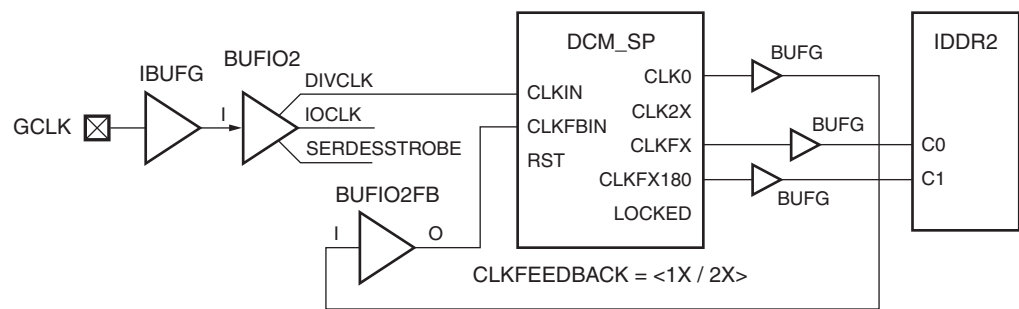 DCM_SP
IDDR2
BUFG
BUFIO2
IBUFG
DIVCLK
CLK0
CLKIN
GCLK
I
IOCLK
CLK2X
CLKFBIN
BUFG
SERDESSTROBE
CLKFX
C0
RST
BUFIO2FB
CLKFX180
C1
BUFG
I
O
LOCKED
CLKFEEDBACK = <1X / 2X>